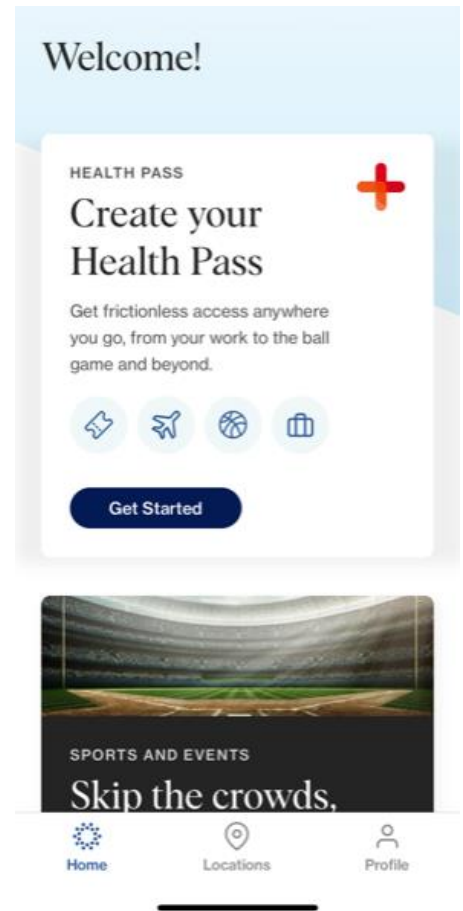 Welcome!
HEALTH PASS
Create your
Health Pass
Get frictionless access anywhere
you go, from your work to the ball
game and beyond.
Get Started
SPORTS AND EVENTS
Skip the crowds,
Home
Locations
Profile